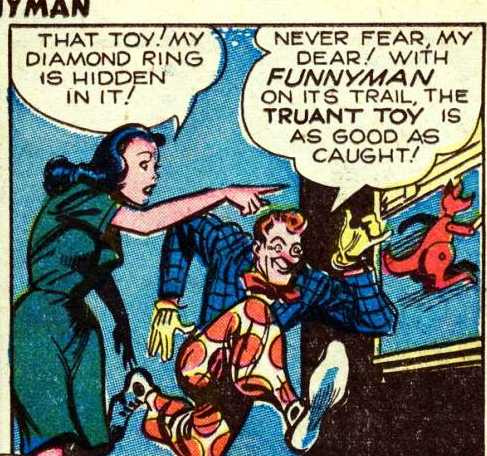 NYMAN
THAT TOY! MY
DIAMOND RING
IS HIDDEN
IN IT!
NEVER FEAR, MY
DEAR! WITH
FUNNYMAN
ON ITS TRAIL, THE
TRUANT TOY IS
AS GOOD AS
CAUGHT!